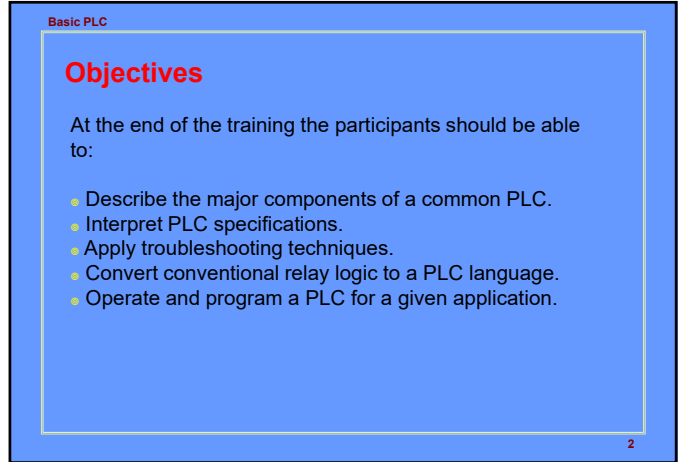 Basic PLC
Objectives
At the end of the training the participants should be able
to:
Describe the major components of a common PLC.
Interpret PLC specifications.
Apply troubleshooting techniques.
Convert conventional relay logic to a PLC language.
Operate and program a PLC for a given application.
2